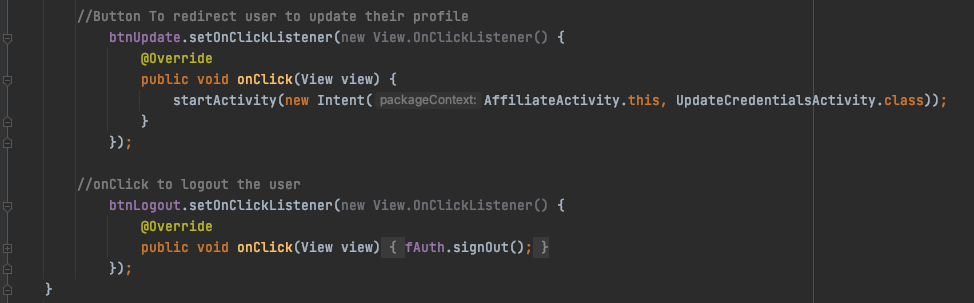 //Button To redirect user to update their profile
btnUpdate.setOnClickListener(new View.OnClickListener() {
@Override
public void onClick(View view) {
startActivity(new Intent( packageContext: AffiliateActivity.this, UpdateCredentialsActivity.class));
}
});
//onClick to logout the user
btnLogout.setOnClickListener(new View.OnClickListener() {
@Override
public void onClick(View view) { fAuth.signOut(); }
});
}